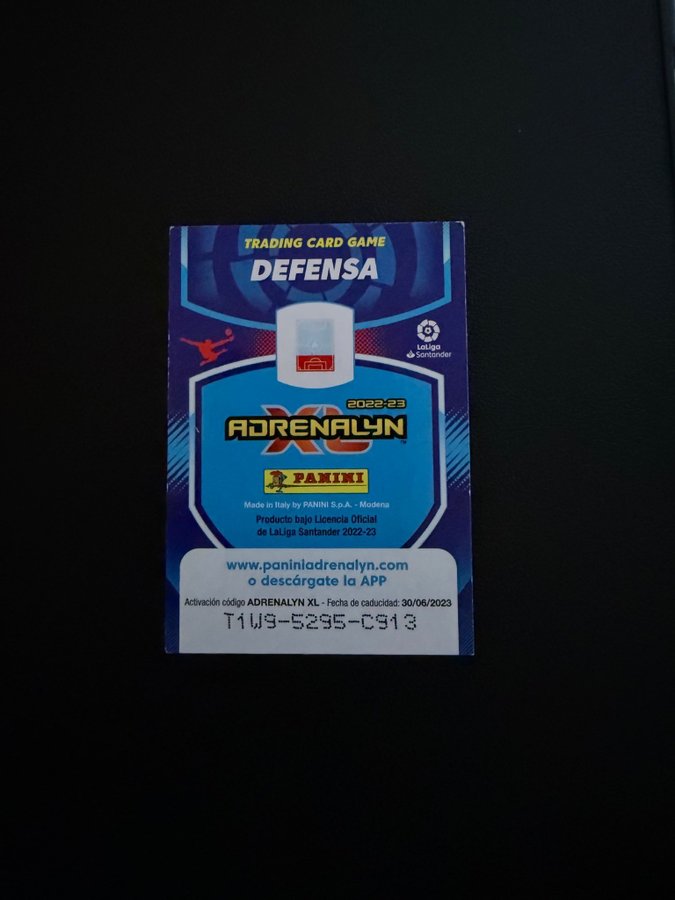 TRADING CARD GAME
DEFENSA
LaLiga
Santander
2022-23
ADRENALYN XL™
PANINI
Made in Italy by PANINI S.p.A. - Modena
Producto bajo Licencia Oficial
de LaLiga Santander 2022-23
www.paniniadrenalyn.com
o descárgate la APP
Activación código ADRENALYN XL - Fecha de caducidad: 30/06/2023
T1W9-5295-C913